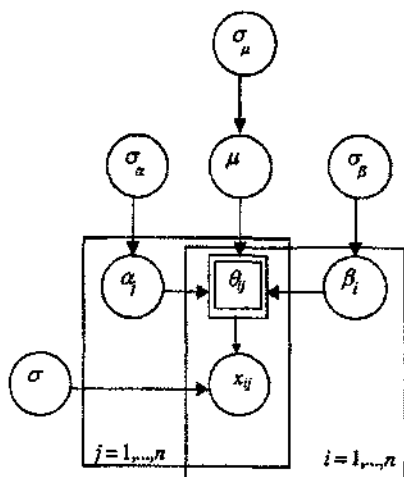 σ_μ
σ_α μ σ_β
α_j θ_ij β_i
σ x_ij
j = 1,...,n i = 1,...,n